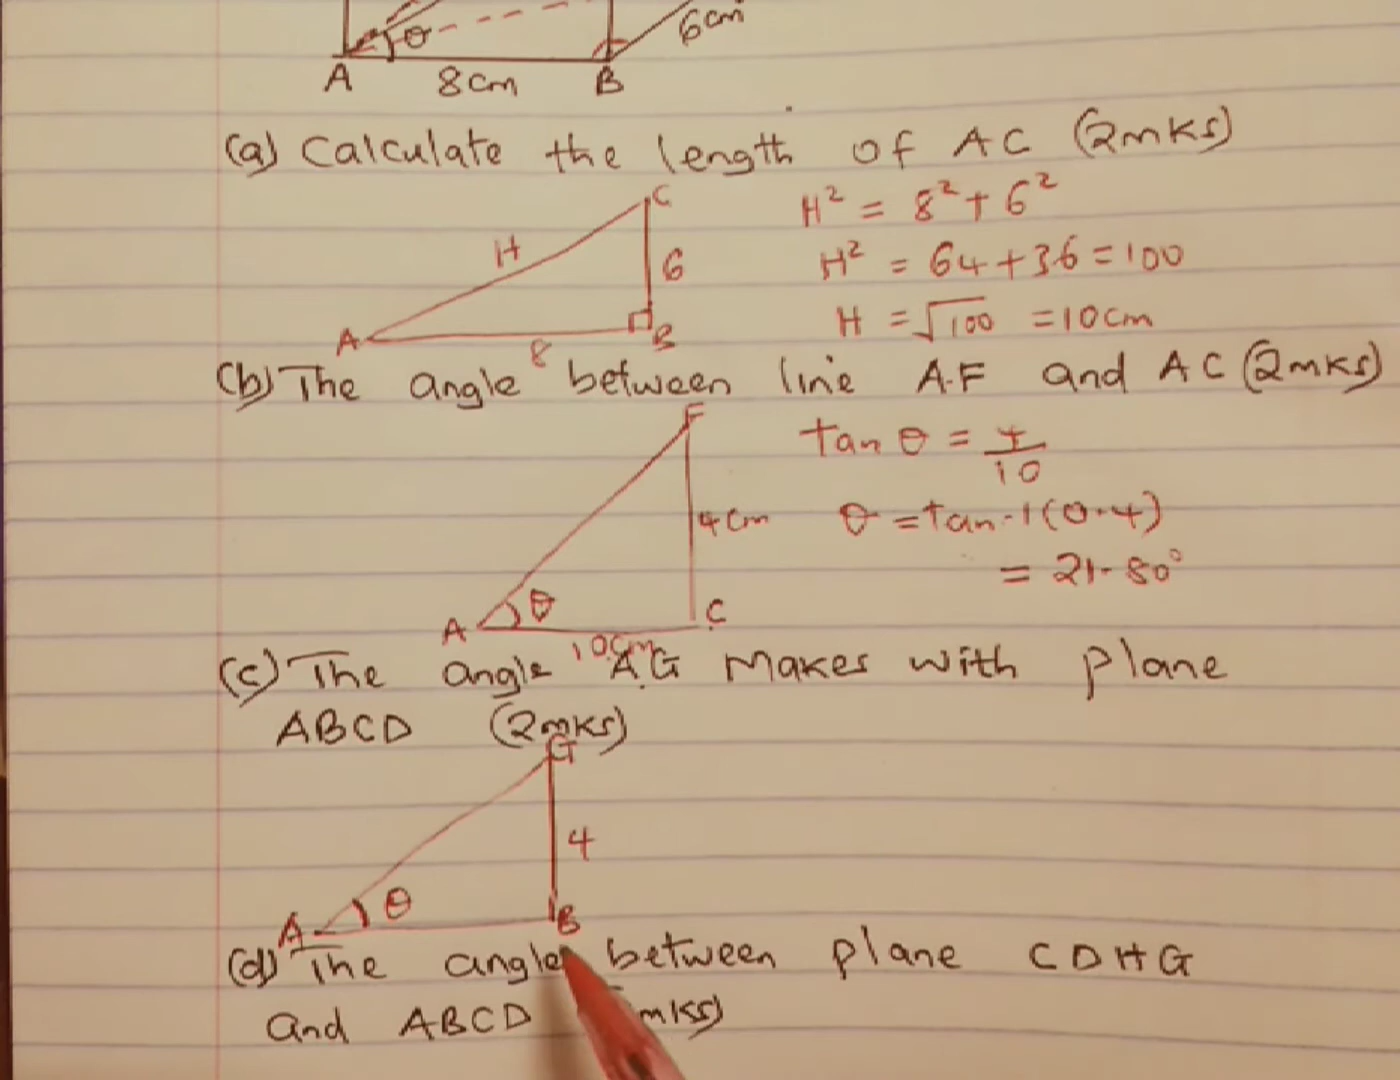 θ 6cm
A 8cm B
(a) Calculate the length of AC (2mks)
C H² = 8² + 6²
H 6 H² = 64+36=100
H = √100 = 10cm
A 8 B
(b) The angle between line A.F and AC (2mks)
F tan θ = 4/10
4cm θ = tan-1(0.4)
= 21.80°
A θ C
10cm
(c) The angle A.G Makes with plane
ABCD (2mks)
G
4
A θ B
(d) The angle between plane CDHG
and ABCD mks)